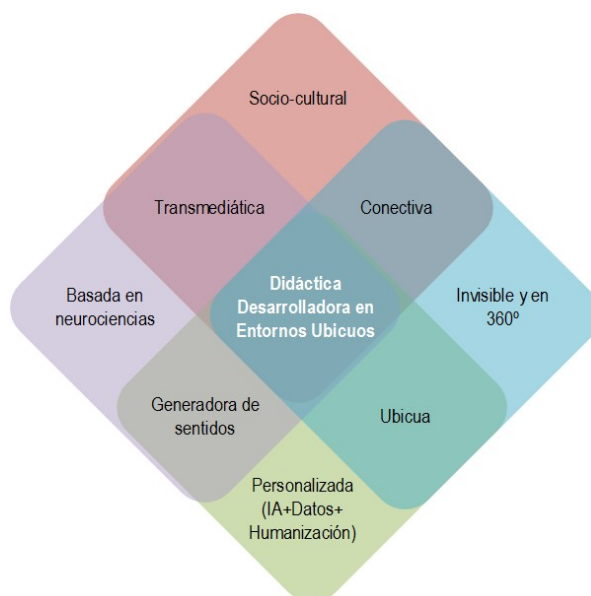 Socio-cultural
Transmediática
Conectiva
Basada en
neurociencias
Didáctica
Desarrolladora en
Entornos Ubicuos
Invisible y en
360º
Generadora de
sentidos
Ubicua
Personalizada
(IA+Datos+
Humanización)